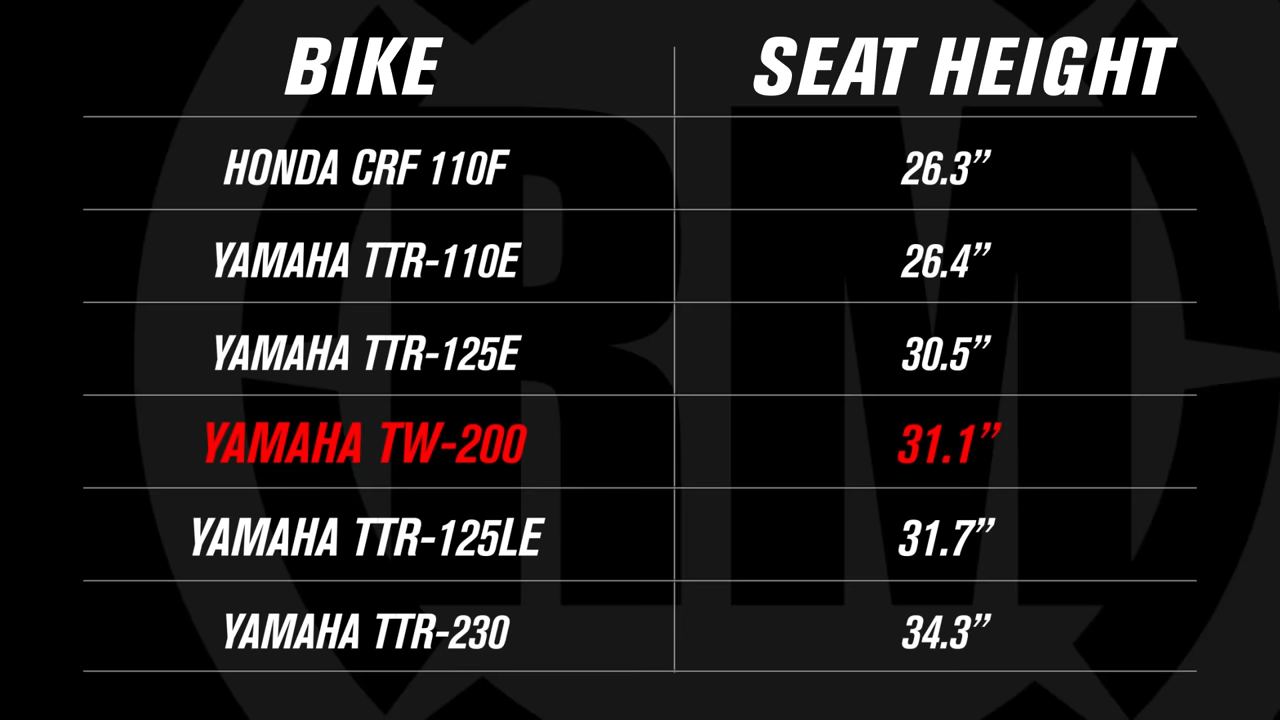 BIKE SEAT HEIGHT
HONDA CRF 110F 26.3”
YAMAHA TTR-110E 26.4”
YAMAHA TTR-125E 30.5”
YAMAHA TW-200 31.1”
YAMAHA TTR-125LE 31.7”
YAMAHA TTR-230 34.3”
RM